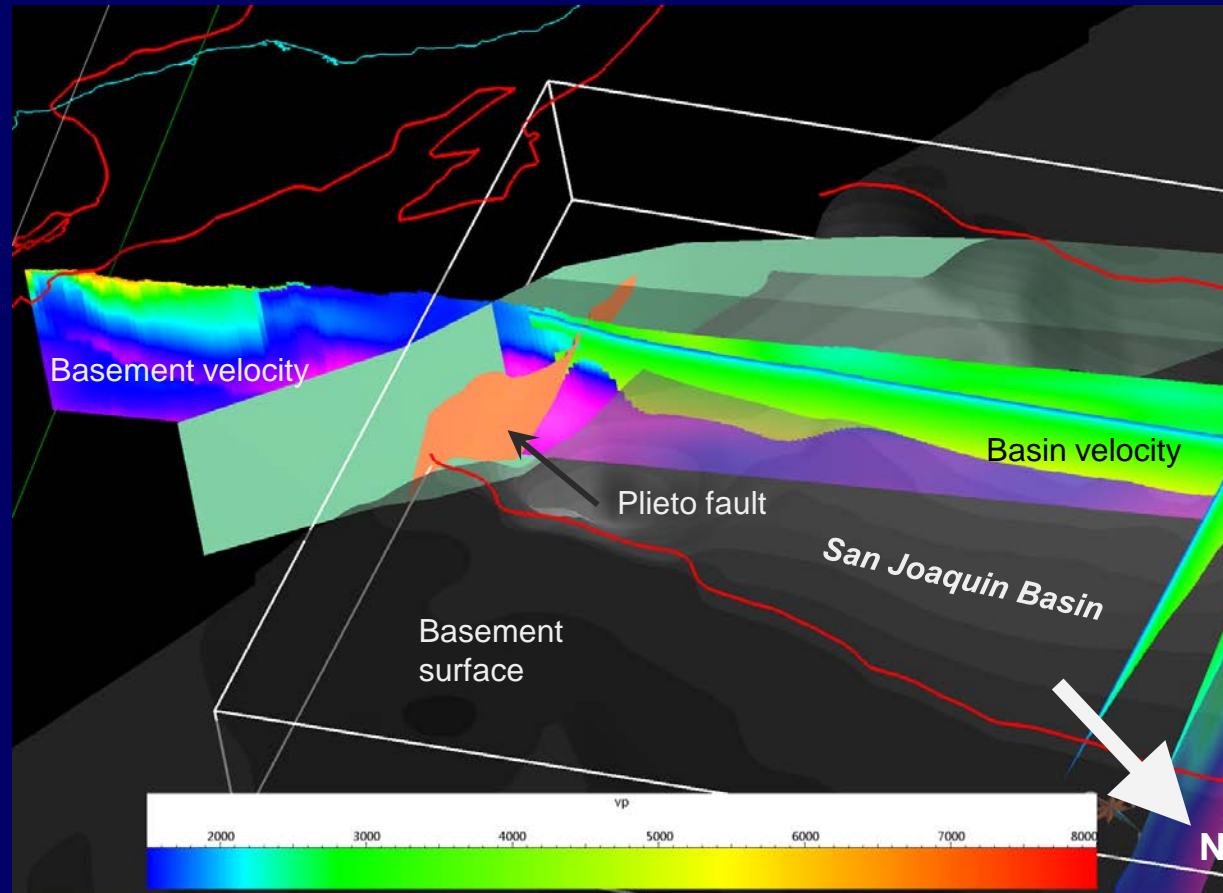 Basement velocity
Basin velocity
Plieto fault
San Joaquin Basin
Basement
surface
N
vp
2000 3000 4000 5000 6000 7000 8000